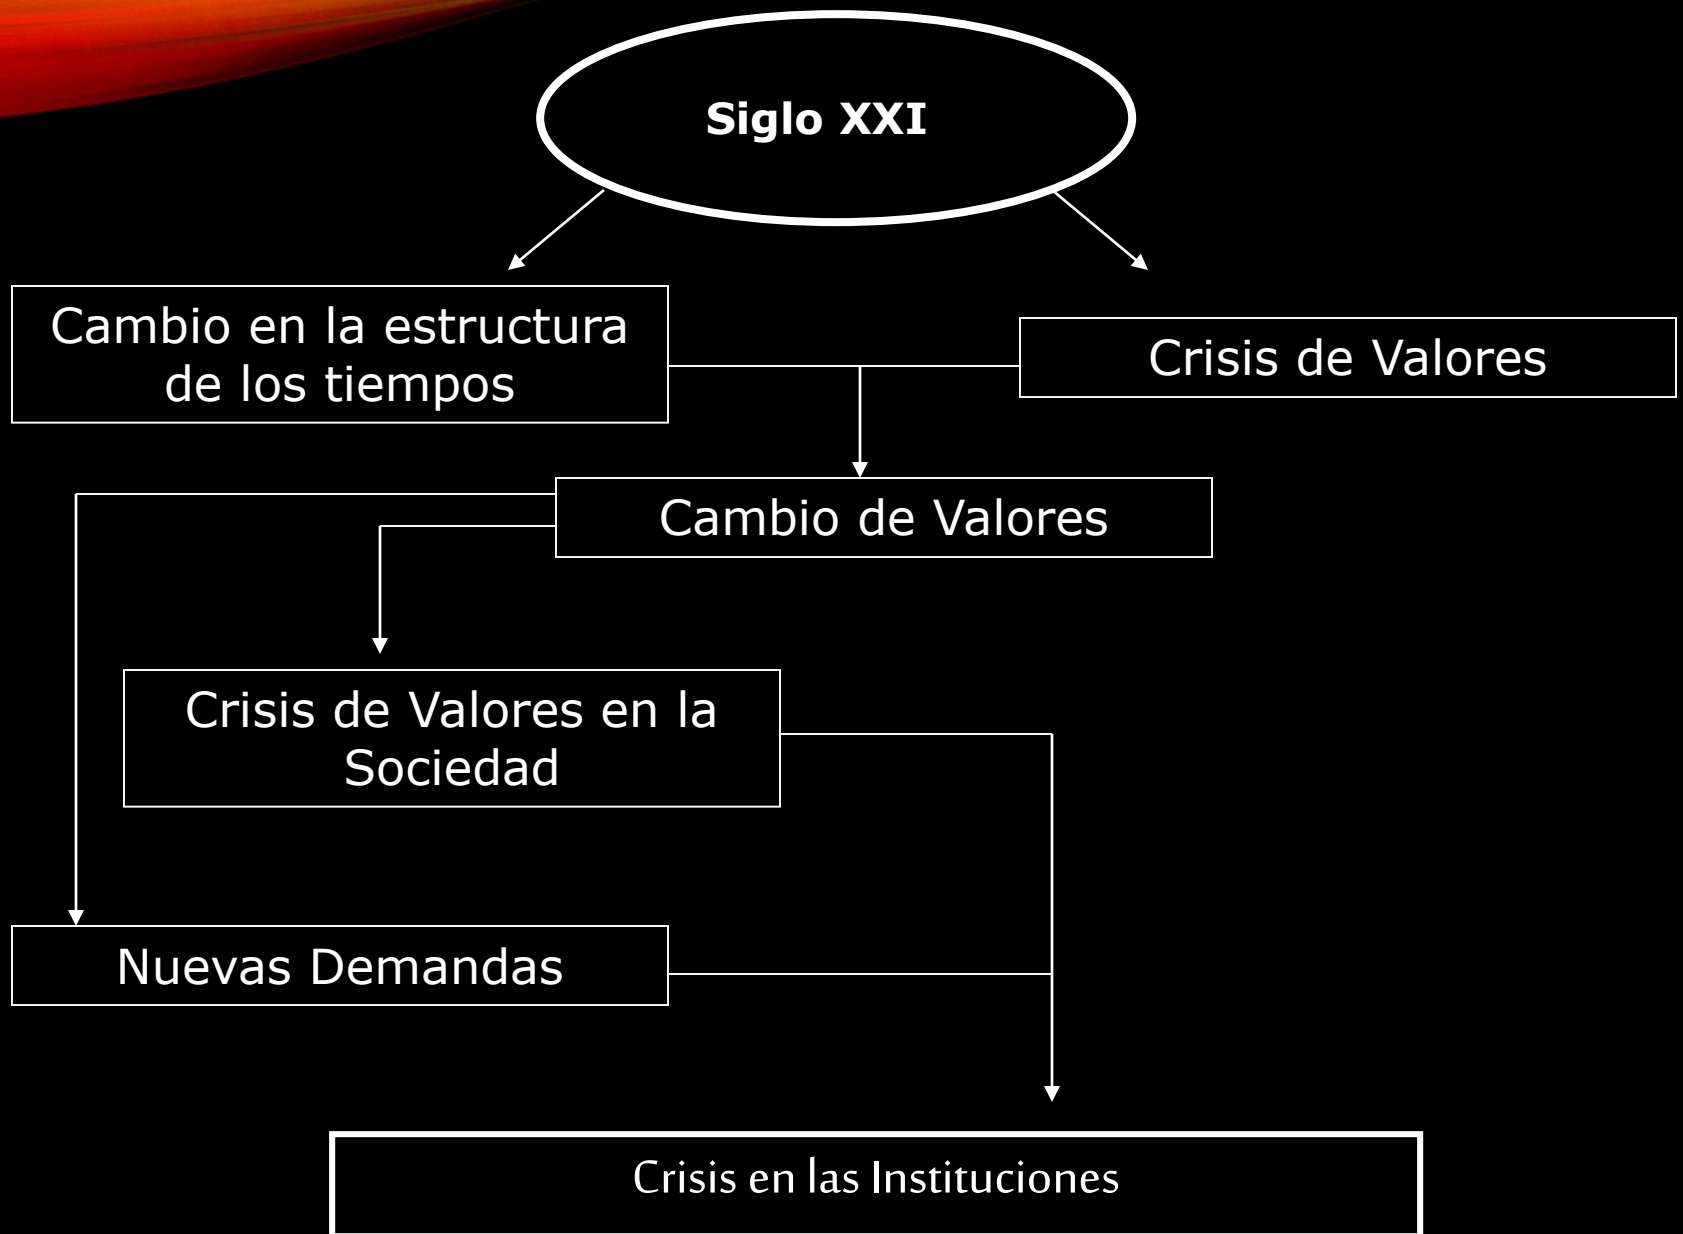 Siglo XXI
Cambio en la estructura
de los tiempos
Crisis de Valores
Cambio de Valores
Crisis de Valores en la
Sociedad
Nuevas Demandas
Crisis en las Instituciones